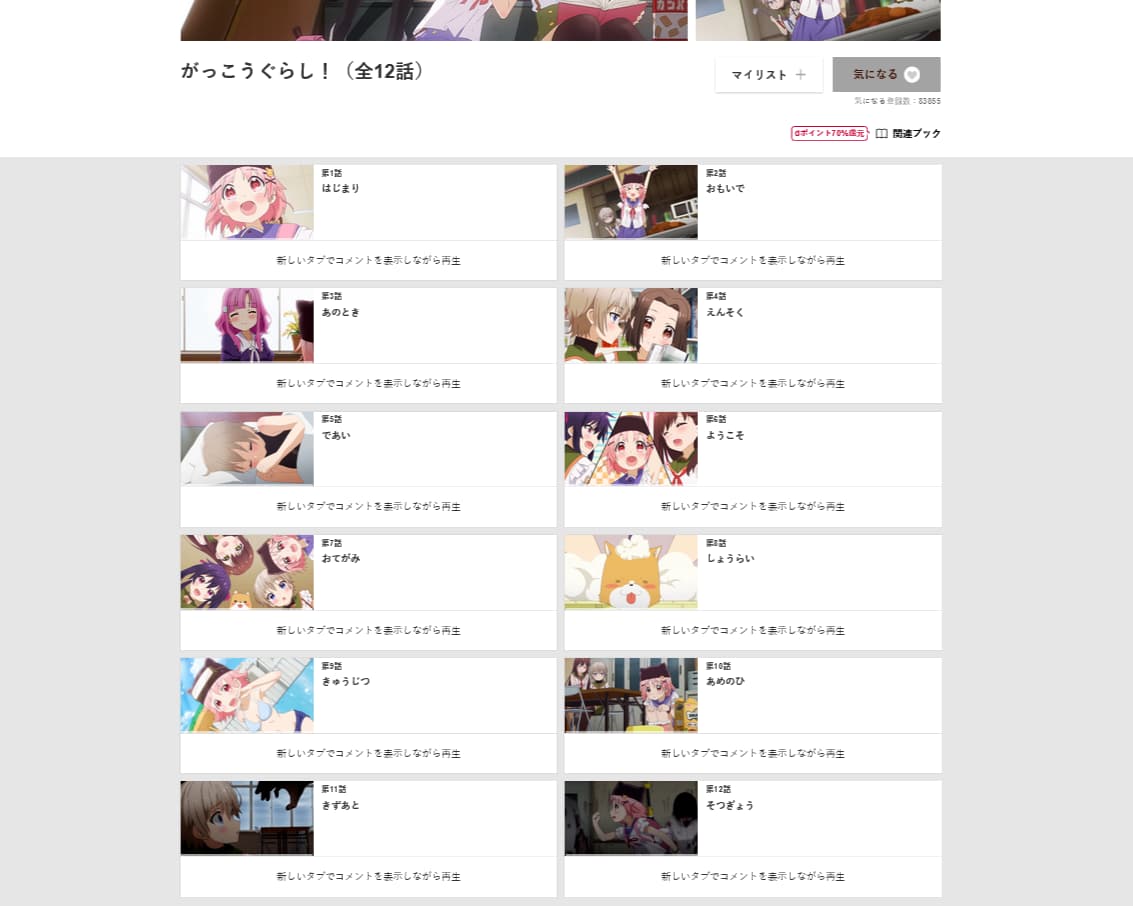 がっこうぐらし！（全12話）
マイリスト
気になる
気になる登録数：83855
dポイント70%還元
関連ブック
第1話
はじまり
新しいタブでコメントを表示しながら再生
第2話
おもいで
新しいタブでコメントを表示しながら再生
第3話
あのとき
新しいタブでコメントを表示しながら再生
第4話
えんそく
新しいタブでコメントを表示しながら再生
第5話
であい
新しいタブでコメントを表示しながら再生
第6話
ようこそ
新しいタブでコメントを表示しながら再生
第7話
おてがみ
新しいタブでコメントを表示しながら再生
第8話
しょうらい
新しいタブでコメントを表示しながら再生
第9話
きゅうじつ
新しいタブでコメントを表示しながら再生
第10話
あめのひ
新しいタブでコメントを表示しながら再生
第11話
きずあと
新しいタブでコメントを表示しながら再生
第12話
そつぎょう
新しいタブでコメントを表示しながら再生